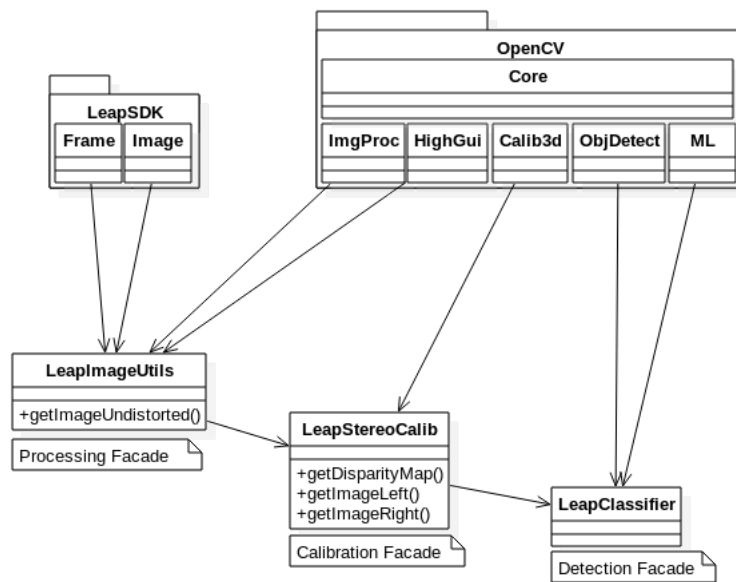 OpenCV
Core
LeapSDK
Frame
Image
ImgProc
HighGui
Calib3d
ObjDetect
ML
LeapImageUtils
+getImageUndistorted()
Processing Facade
LeapStereoCalib
+getDisparityMap()
+getImageLeft()
+getImageRight()
Calibration Facade
LeapClassifier
Detection Facade